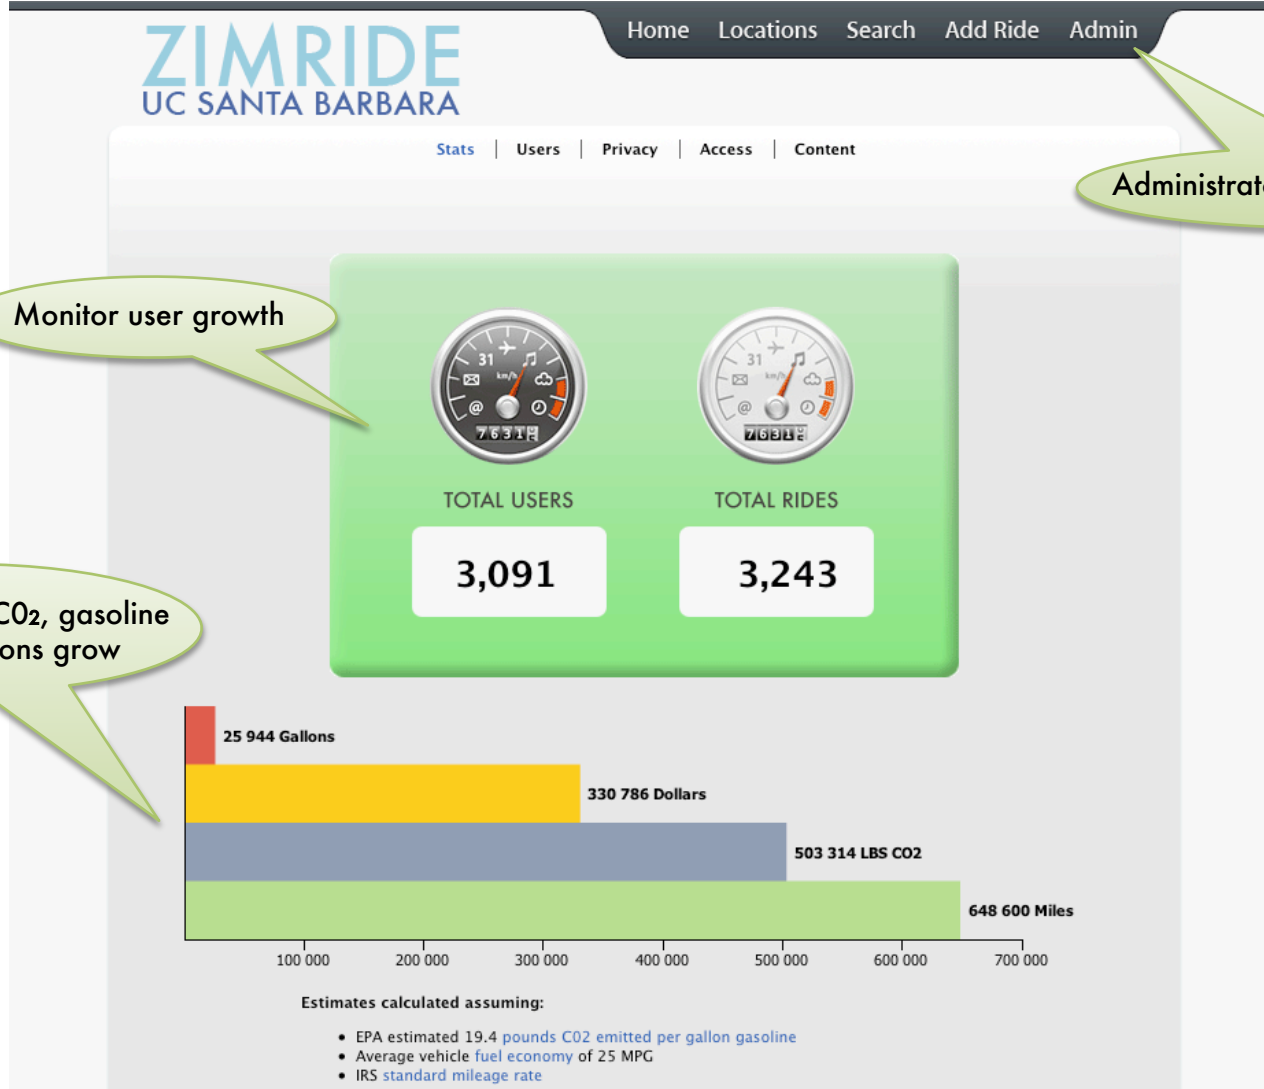 Home Locations Search Add Ride Admin
ZIMRIDE
UC SANTA BARBARA
Stats | Users | Privacy | Access | Content
Monitor user growth
31
km/h
@
31
km/h
@
TOTAL USERS TOTAL RIDES
3,091 3,243
C02, gasoline
grow
25 944 Gallons
330 786 Dollars
503 314 LBS CO2
648 600 Miles
100 000 200 000 300 000 400 000 500 000 600 000 700 000
Estimates calculated assuming:
• EPA estimated 19.4 pounds C02 emitted per gallon gasoline
• Average vehicle fuel economy of 25 MPG
• IRS standard mileage rate